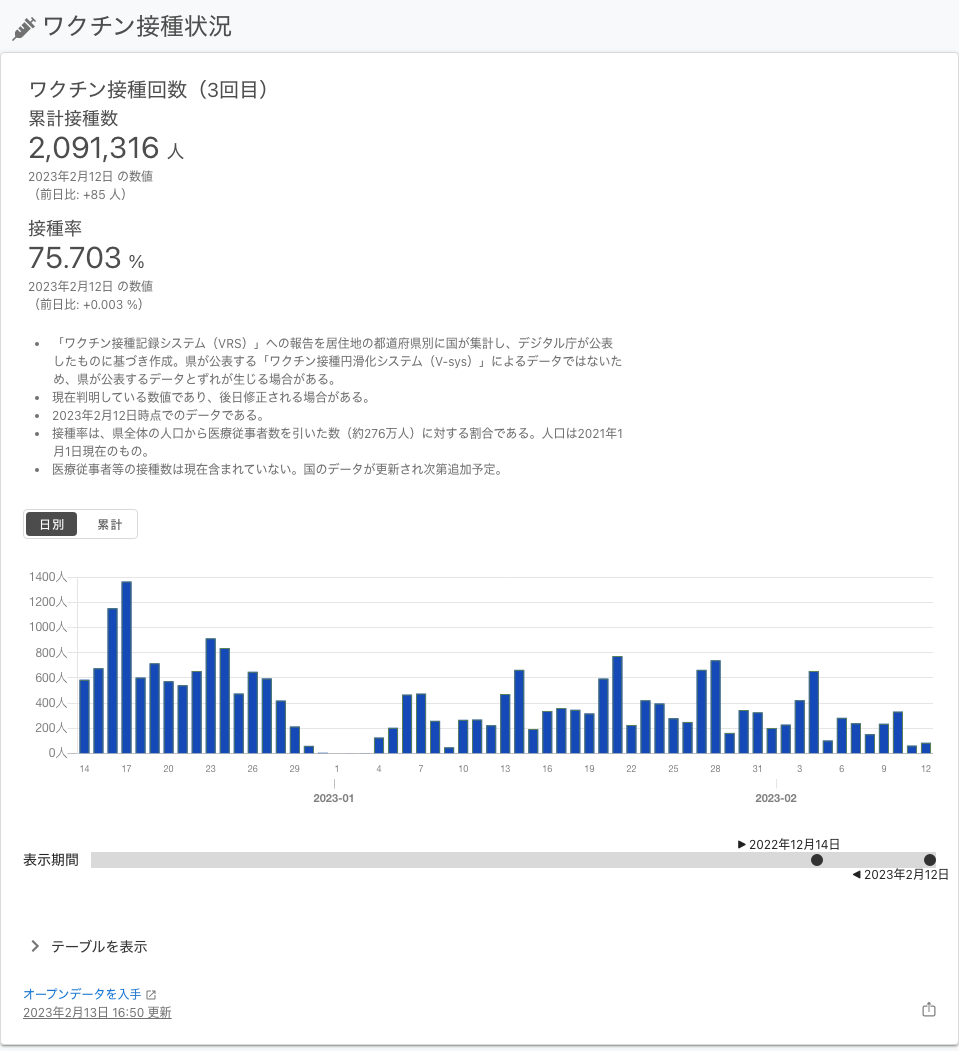 ワクチン接種状況
ワクチン接種回数（3回目）
累計接種数
2,091,316 人
2023年2月12日 の数値
（前日比: +85 人）
接種率
75.703 %
2023年2月12日 の数値
（前日比: +0.003 %）
• 「ワクチン接種記録システム（VRS）」への報告を居住地の都道府県別に国が集計し、デジタル庁が公表
したものに基づき作成。県が公表する「ワクチン接種円滑化システム（V-sys）」によるデータではないた
め、県が公表するデータとずれが生じる場合がある。
• 現在判明している数値であり、後日修正される場合がある。
• 2023年2月12日時点でのデータである。
• 接種率は、県全体の人口から医療従事者数を引いた数（約276万人）に対する割合である。人口は2021年1
月1日現在のもの。
• 医療従事者等の接種数は現在含まれていない。国のデータが更新され次第追加予定。
日別 累計
1400人
1200人
1000人
800人
600人
400人
200人
0人
14 17 20 23 26 29 1 4 7 10 13 16 19 22 25 28 31 3 6 9 12
2023-01 2023-02
▶ 2022年12月14日
表示期間
◀ 2023年2月12日
テーブルを表示
オープンデータを入手
2023年2月13日 16:50 更新